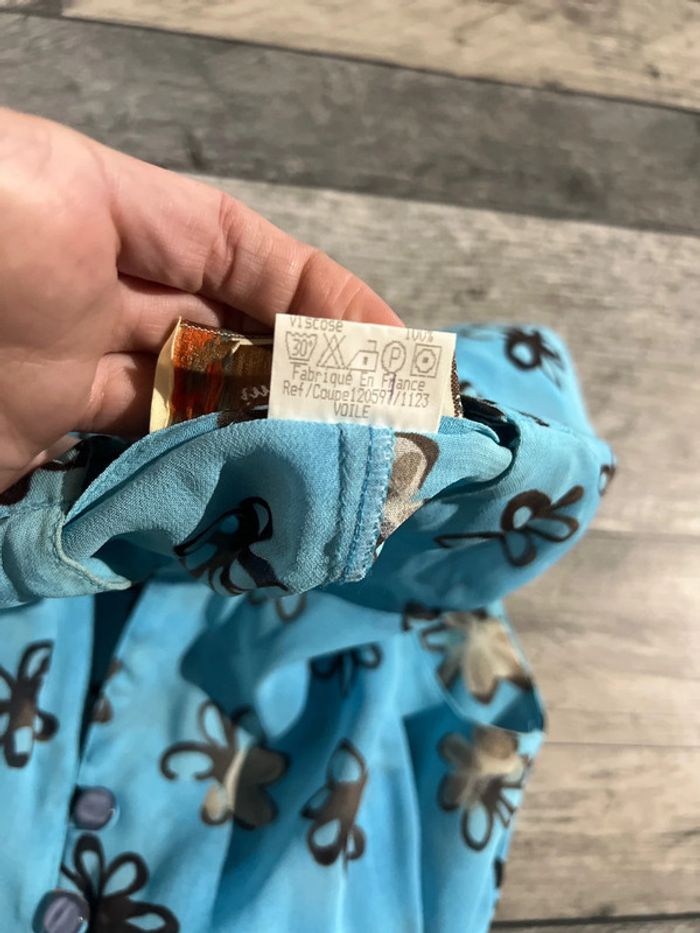 Viscose 100%
30° P
Fabriqué En France
Ref/Coupe120597/1123
VOILE